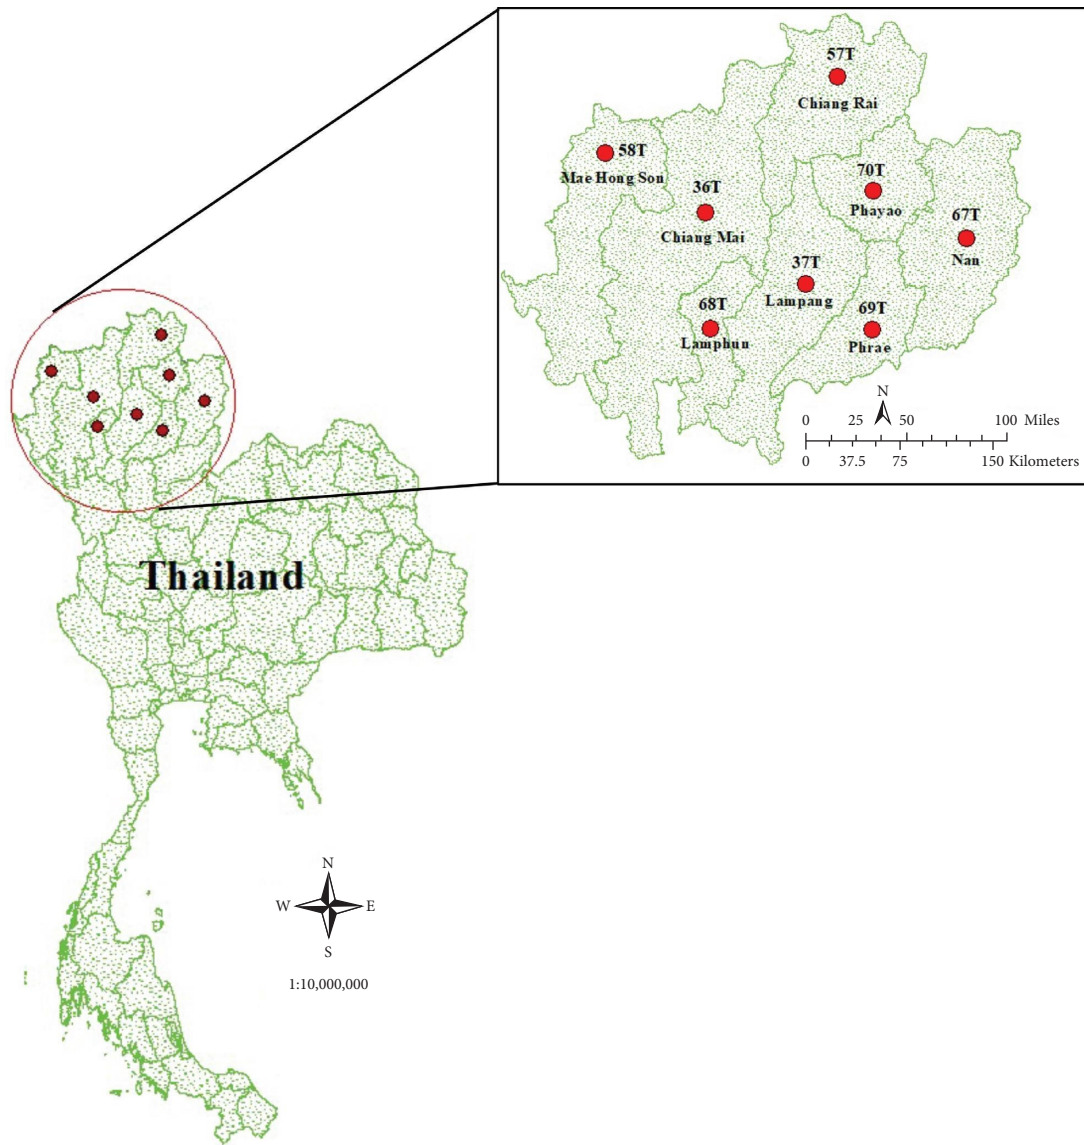 57T
Chiang Rai
58T
Mae Hong Son
36T
Chiang Mai
70T
Phayao
67T
Nan
37T
Lampang
68T
Lamphun
69T
Phrae
N
0 25 50 100 Miles
0 37.5 75 150 Kilometers
Thailand
N
W E
S
1:10,000,000